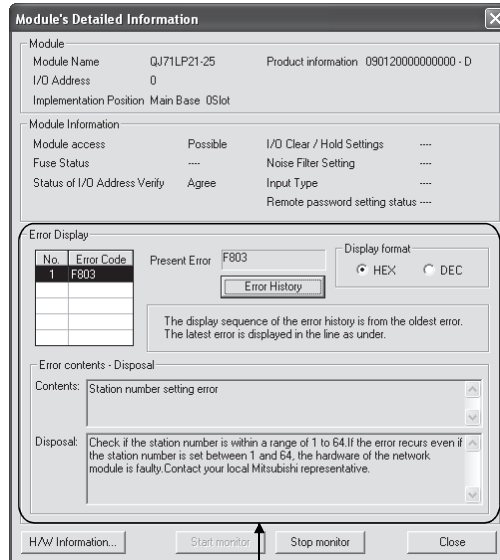 Module's Detailed Information
Module
Module Name QJ71LP21-25 Product information 090120000000000 - D
I/O Address 0
Implementation Position Main Base 0Slot
Module Information
Module access Possible I/O Clear / Hold Settings ----
Fuse Status ---- Noise Filter Setting ----
Status of I/O Address Verify Agree Input Type ----
Remote password setting status ----
Error Display
No. Error Code Present Error F803 Display format
1 F803 HEX DEC
Error History
The display sequence of the error history is from the oldest error.
The latest error is displayed in the line as under.
Error contents - Disposal
Contents: Station number setting error
Disposal: Check if the station number is within a range of 1 to 64.If the error recurs even if
the station number is set between 1 and 64, the hardware of the network
module is faulty.Contact your local Mitsubishi representative.
H/W Information... Start monitor Stop monitor Close